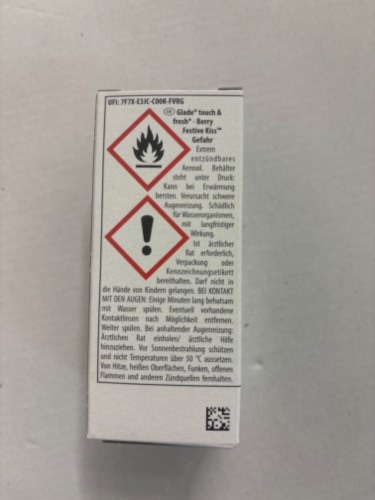 UFI: 7F7X-E3JC-C00K-FVRG
DE Glade® touch &
fresh® - Berry
Festive Kiss™
Gefahr
Extrem
entzündbares
Aerosol. Behälter
steht unter Druck:
Kann bei Erwärmung
bersten. Verursacht schwere
Augenreizung. Schädlich
für Wasserorganismen,
mit langfristiger
Wirkung.
Ist ärztlicher
Rat erforderlich,
Verpackung oder
Kennzeichnungsetikett
bereithalten. Darf nicht in
die Hände von Kindern gelangen. BEI KONTAKT
MIT DEN AUGEN: Einige Minuten lang behutsam
mit Wasser spülen. Eventuell vorhandene
Kontaktlinsen nach Möglichkeit entfernen.
Weiter spülen. Bei anhaltender Augenreizung:
Ärztlichen Rat einholen/ ärztliche Hilfe
hinzuziehen. Vor Sonnenbestrahlung schützen
und nicht Temperaturen über 50 °C aussetzen.
Von Hitze, heißen Oberflächen, Funken, offenen
Flammen und anderen Zündquellen fernhalten.